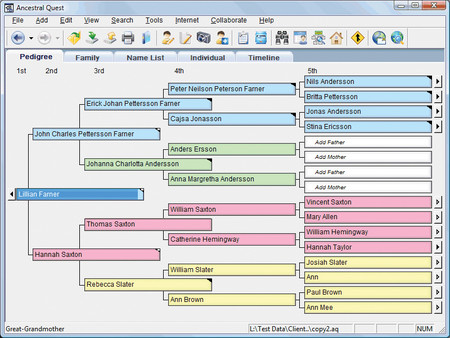 Ancestral Quest
File Add Edit View Search Tools Internet Collaborate Help
Pedigree Family Name List Individual Timeline
1st 2nd 3rd 4th 5th
Nils Andersson
Peter Neilson Peterson Farner
Britta Pettersson
Erick Johan Pettersson Farner
Jonas Andersson
Cajsa Jonasson
Stina Ericsson
John Charles Pettersson Farner
Add Father
Anders Ersson
Add Mother
Johanna Charlotta Andersson
Add Father
Anna Margretha Andersson
Add Mother
Lillian Farner
Vincent Saxton
William Saxton
Mary Allen
Thomas Saxton
William Hemingway
Catherine Hemingway
Hannah Taylor
Hannah Saxton
Josiah Slater
William Slater
Ann
Rebecca Slater
Paul Brown
Ann Brown
Ann Mee
Great-Grandmother L:\Test Data\Client..\copy2.aq NUM